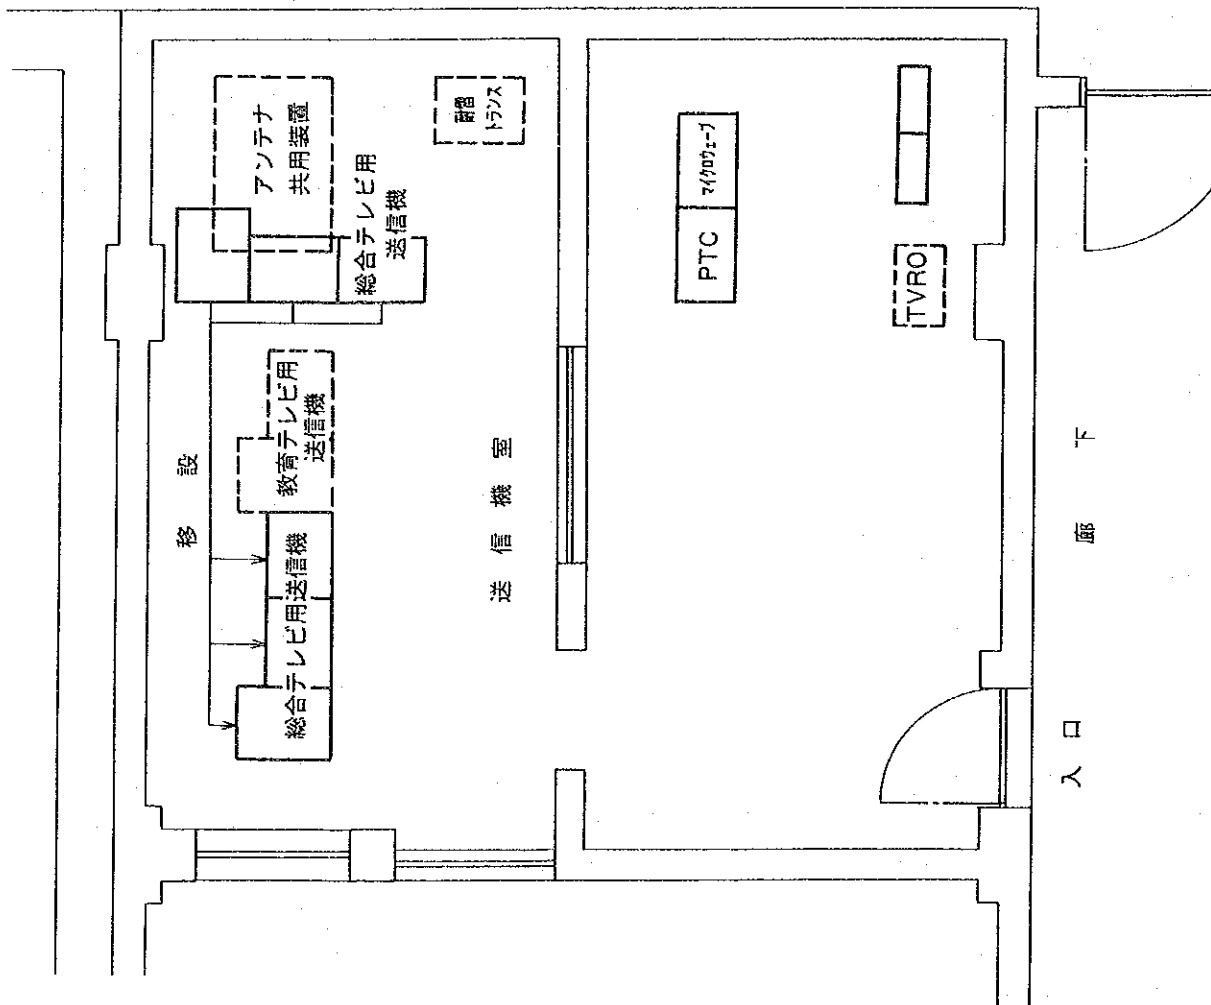 アンテナ
共用装置
耐雷
トランス
総合テレビ用
送信機
教育テレビ用
送信機
移設
総合テレビ用送信機
送信機室
マイクロウェーブ
PTC
TVRO
廊下
入口